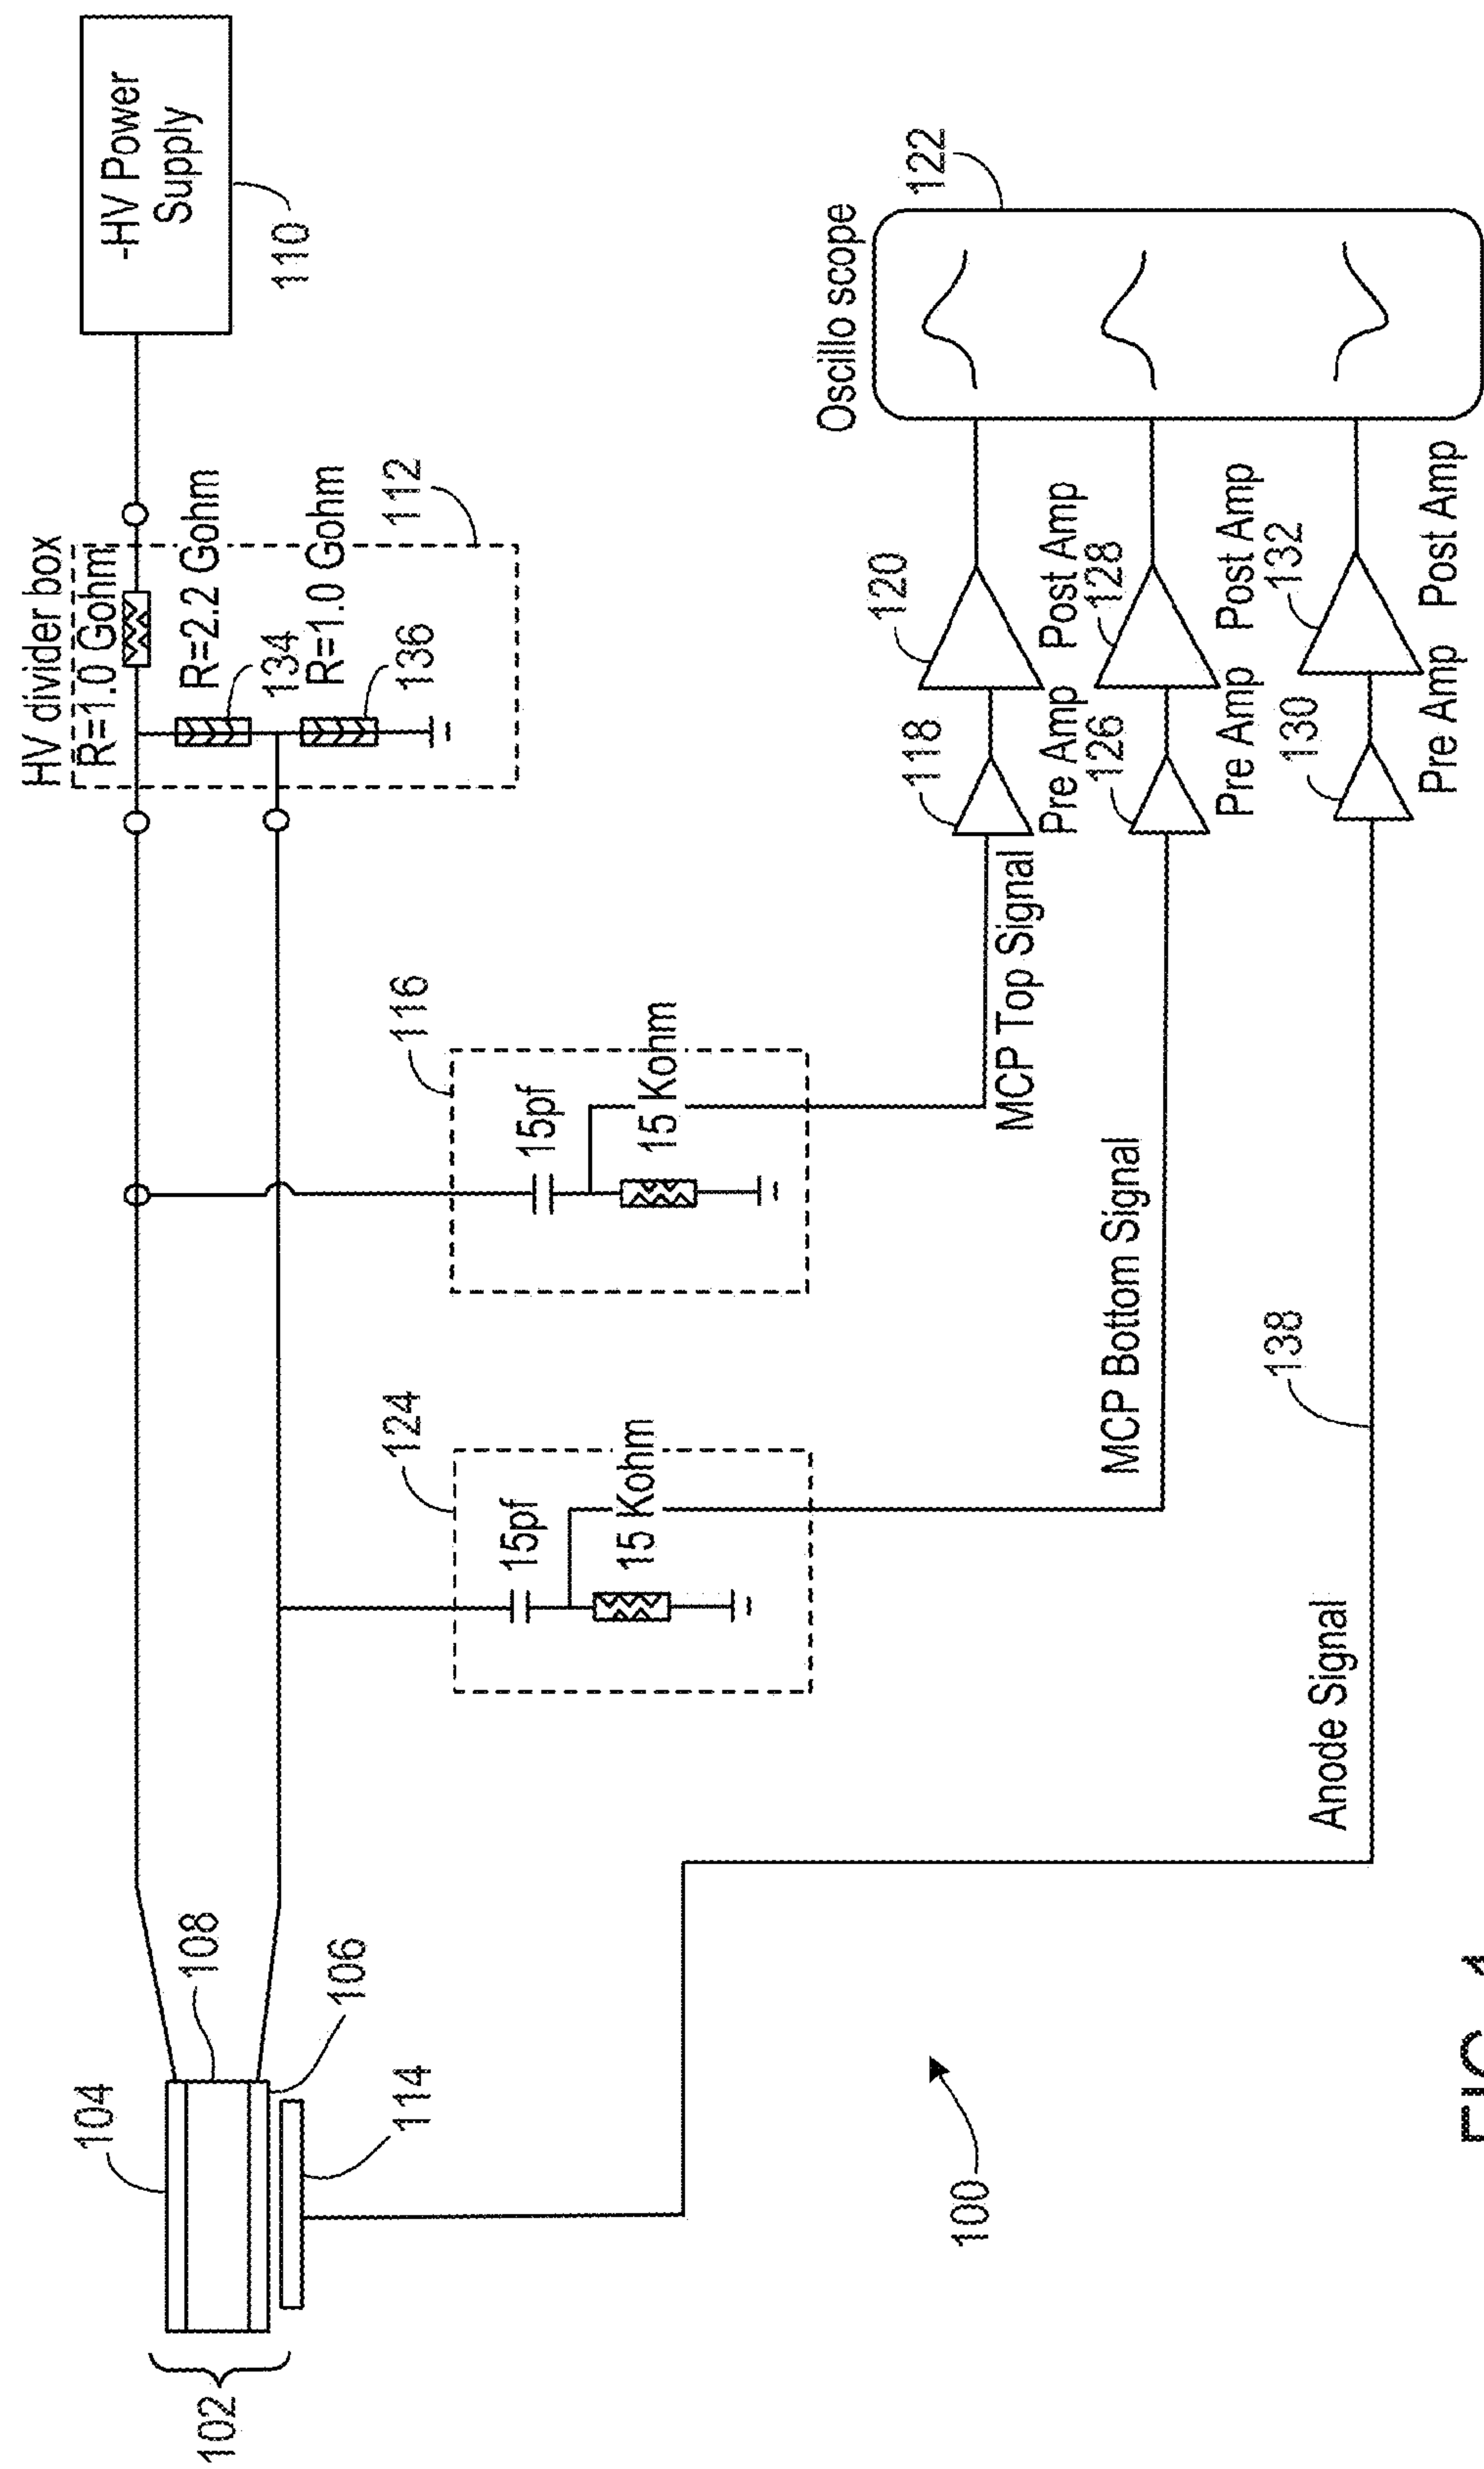 -HV Power
Supply
110
HV divider box
R=1.0 Gohm
R=2.2 Gohm
134
R=1.0 Gohm
136
112
116
15pf
15 Kohm
124
15pf
15 Kohm
104
108
106
114
102
100
Oscillo scope
122
120
118
Pre Amp
Post Amp
MCP Top Signal
128
126
Pre Amp
Post Amp
MCP Bottom Signal
132
130
Pre Amp
Post Amp
138
Anode Signal